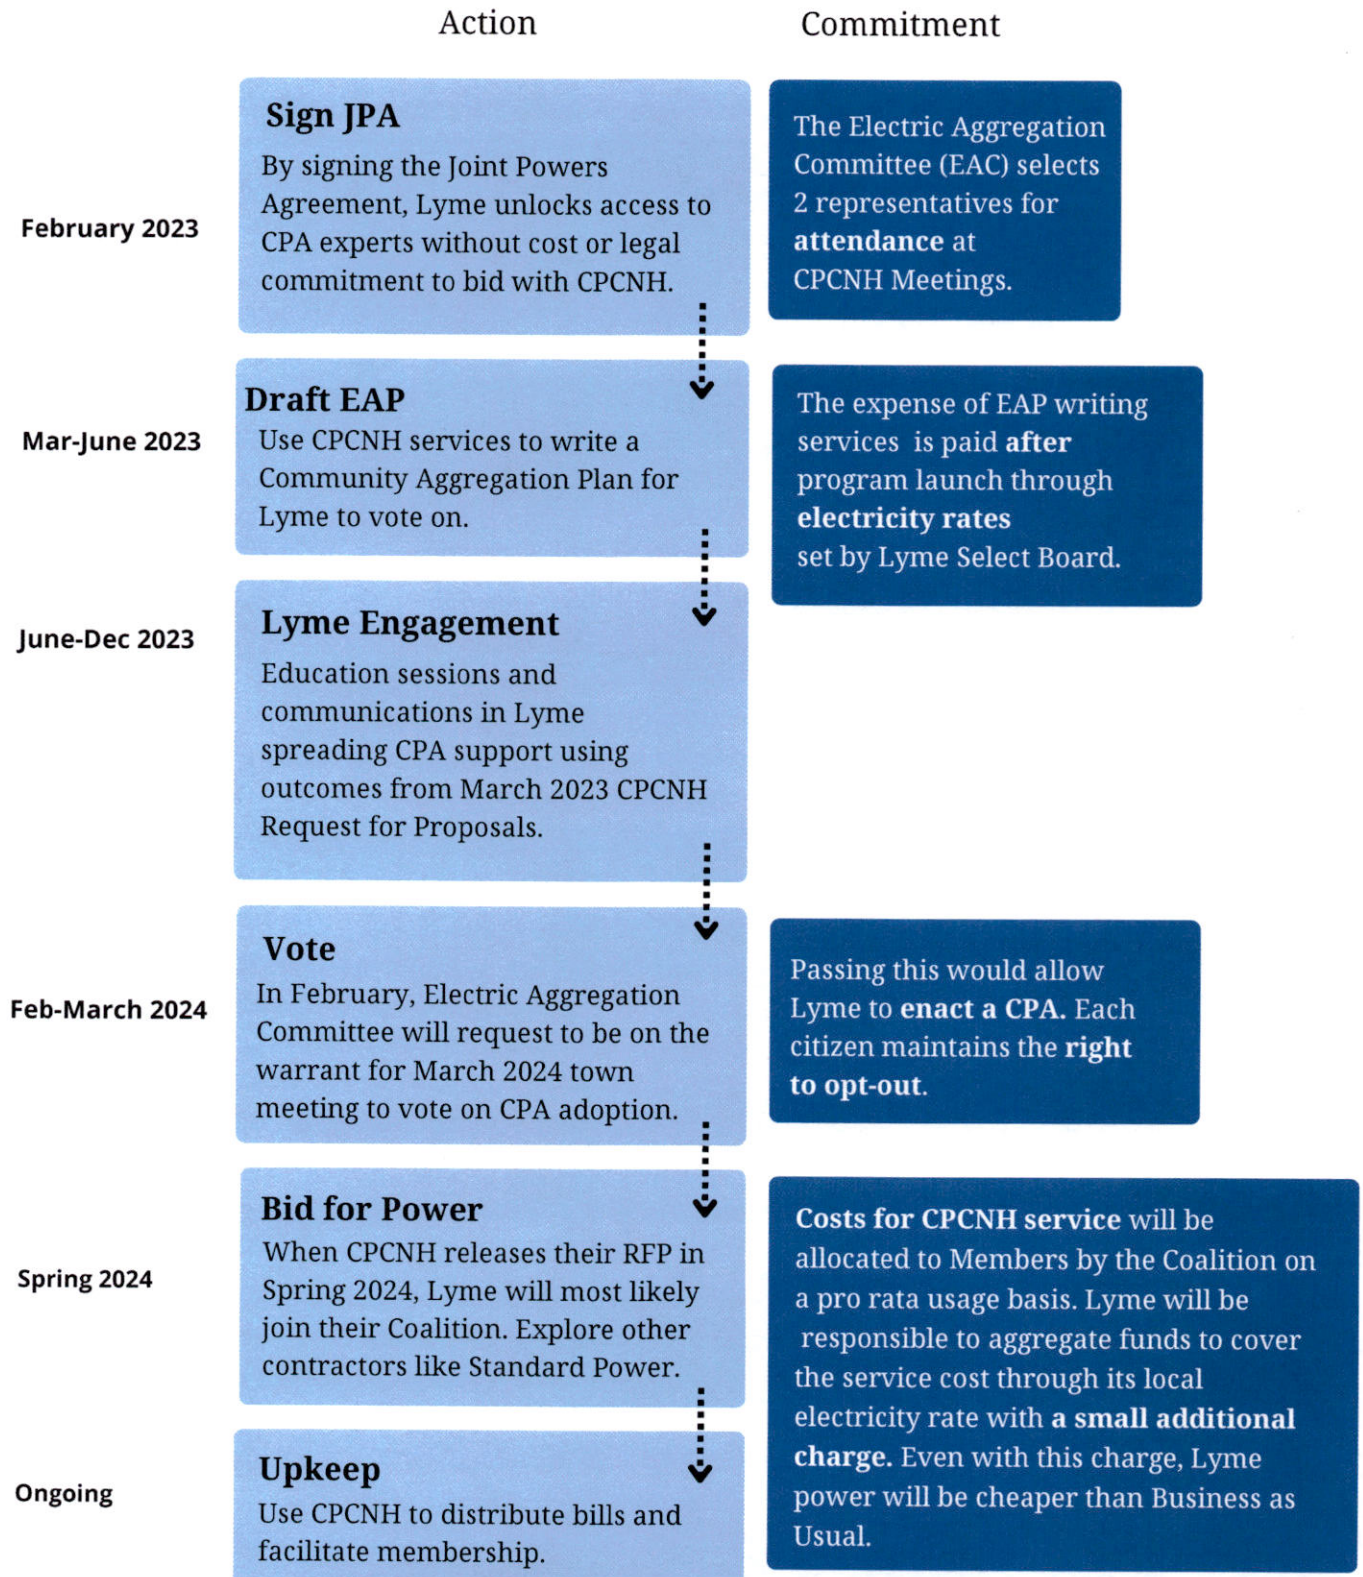 Action
Commitment
February 2023
Sign JPA
By signing the Joint Powers
Agreement, Lyme unlocks access to
CPA experts without cost or legal
commitment to bid with CPCNH.
The Electric Aggregation
Committee (EAC) selects
2 representatives for
attendance at
CPCNH Meetings.
Mar-June 2023
Draft EAP
Use CPCNH services to write a
Community Aggregation Plan for
Lyme to vote on.
The expense of EAP writing
services is paid after
program launch through
electricity rates
set by Lyme Select Board.
June-Dec 2023
Lyme Engagement
Education sessions and
communications in Lyme
spreading CPA support using
outcomes from March 2023 CPCNH
Request for Proposals.
Feb-March 2024
Vote
In February, Electric Aggregation
Committee will request to be on the
warrant for March 2024 town
meeting to vote on CPA adoption.
Passing this would allow
Lyme to enact a CPA. Each
citizen maintains the right
to opt-out.
Spring 2024
Bid for Power
When CPCNH releases their RFP in
Spring 2024, Lyme will most likely
join their Coalition. Explore other
contractors like Standard Power.
Costs for CPCNH service will be
allocated to Members by the Coalition on
a pro rata usage basis. Lyme will be
responsible to aggregate funds to cover
the service cost through its local
electricity rate with a small additional
charge. Even with this charge, Lyme
power will be cheaper than Business as
Usual.
Ongoing
Upkeep
Use CPCNH to distribute bills and
facilitate membership.